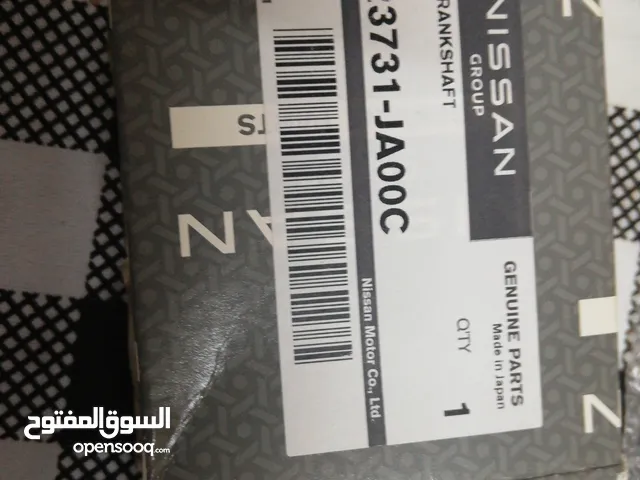 NISSAN
GROUP
GENUINE PARTS
Made in Japan
RANKSHAFT
QTY
1
23731-JA00C
Nissan Motor Co., Ltd.
السوق المفتوح
opensooq.com